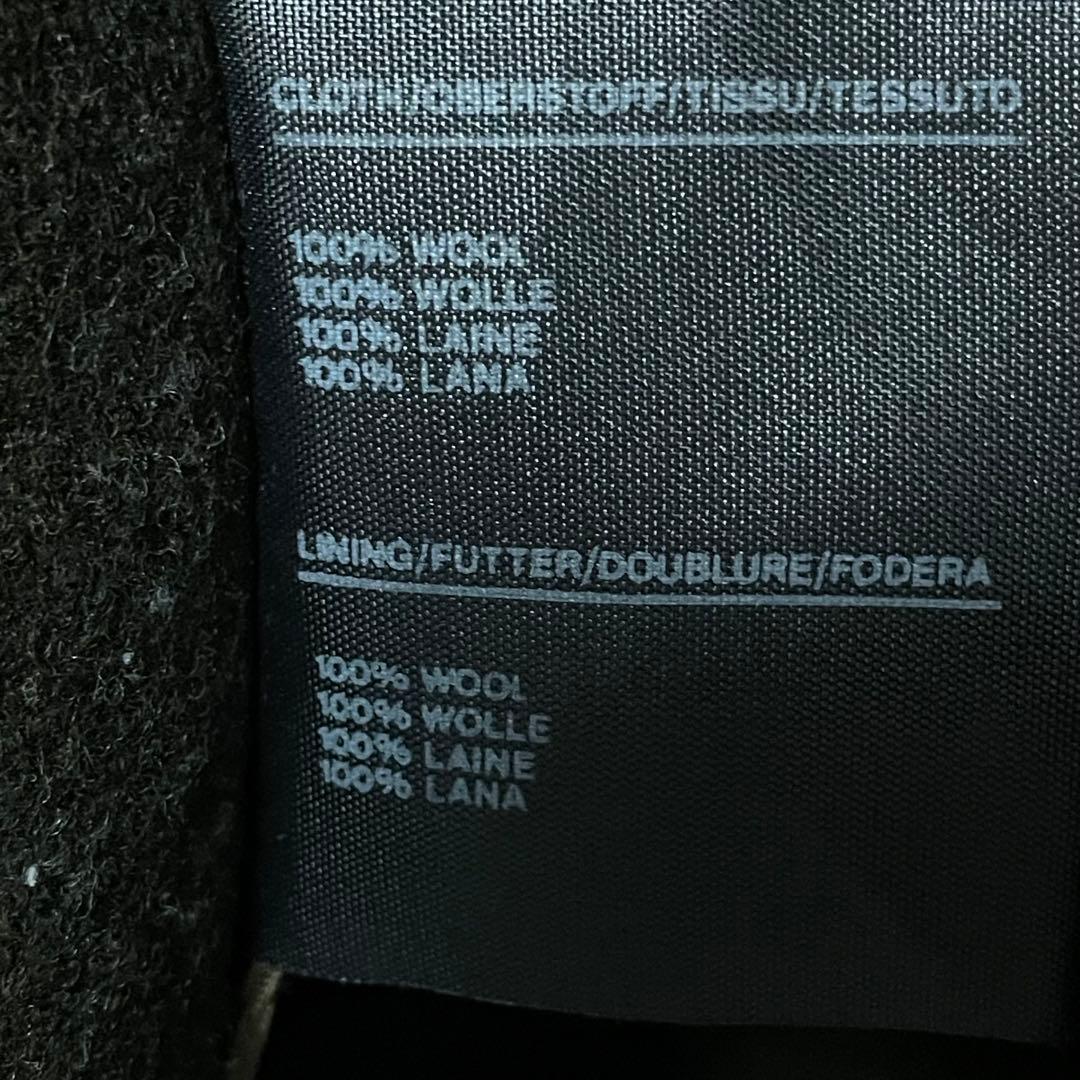 CLOTH/OBERSTOFF/TISSU/TESSUTO
100% WOOL
100% WOLLE
100% LAINE
100% LANA
LINING/FUTTER/DOUBLURE/FODERA
100% WOOL
100% WOLLE
100% LAINE
100% LANA